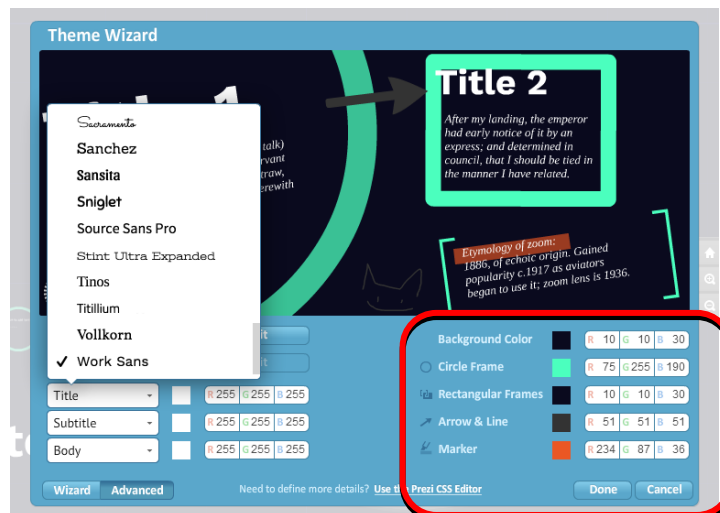 Theme Wizard
Title 2
After my landing, the emperor
had early notice of it by an
express; and determined in
council, that I should be tied in
the manner I have related.
talk)
Etymology of zoom:
1886, of echoic origin. Gained
popularity c.1917 as aviators
began to use it; zoom lens is 1936.
Sacramento
Sanchez
Sansita
Sniglet
Source Sans Pro
Stint Ultra Expanded
Tinos
Titillium
Vollkorn
✓ Work Sans
Title R 255 G 255 B 255
Subtitle R 255 G 255 B 255
Body R 255 G 255 B 255
Background Color R 10 G 10 B 30
Circle Frame R 75 G 255 B 190
Rectangular Frames R 10 G 10 B 30
Arrow & Line R 51 G 51 B 51
Marker R 234 G 87 B 36
Wizard Advanced Need to define more details? Use the Prezi CSS Editor Done Cancel